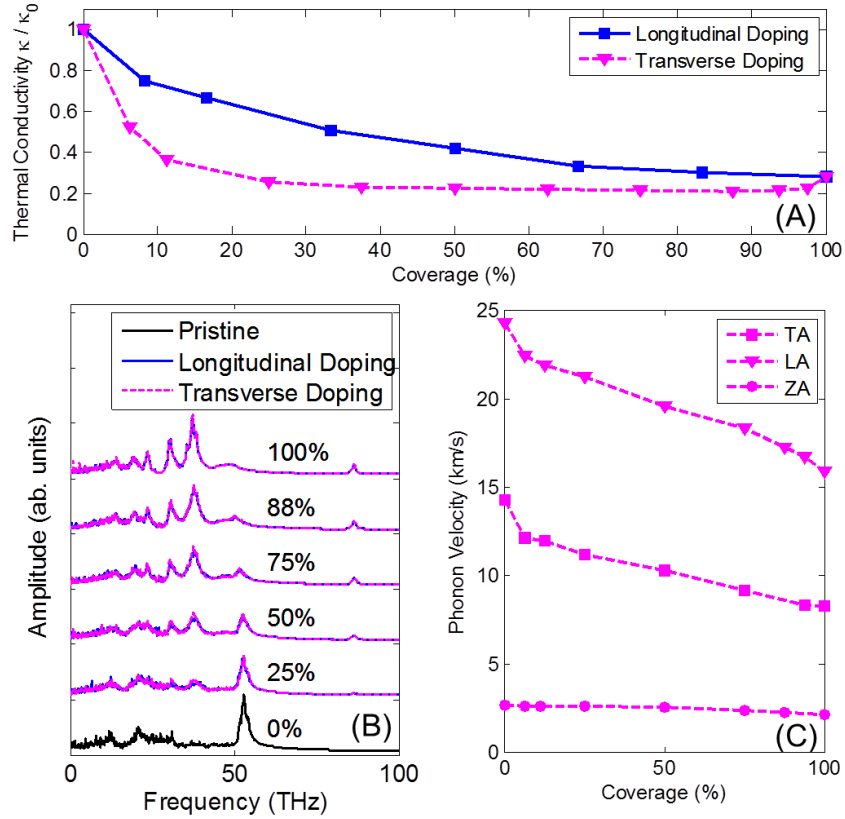 Thermal Conductivity κ / κ0
1
0.8
0.6
0.4
0.2
0
Longitudinal Doping
Transverse Doping
(A)
0 10 20 30 40 50 60 70 80 90 100
Coverage (%)
Amplitude (ab. units)
Pristine
Longitudinal Doping
Transverse Doping
100%
88%
75%
50%
25%
0%
(B)
0 50 100
Frequency (THz)
Phonon Velocity (km/s)
25
20
15
10
5
0
TA
LA
ZA
(C)
0 50 100
Coverage (%)